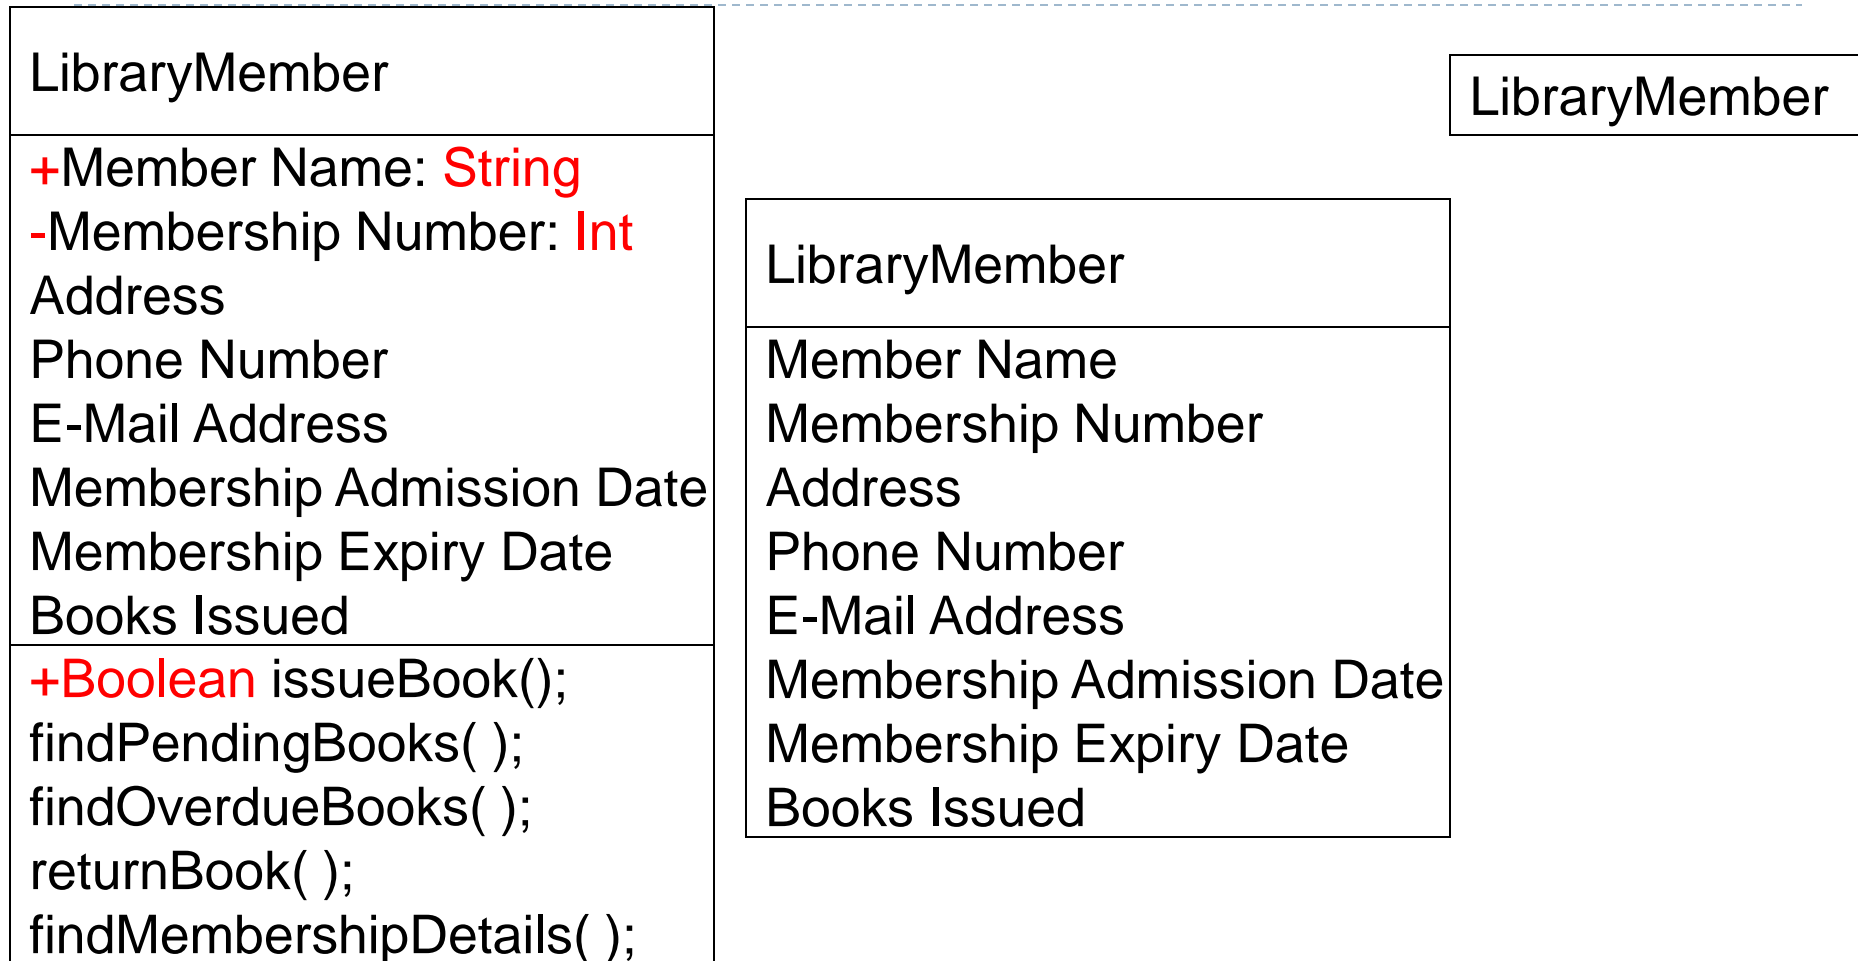 LibraryMember
+Member Name: String
-Membership Number: Int
Address
Phone Number
E-Mail Address
Membership Admission Date
Membership Expiry Date
Books Issued
+Boolean issueBook();
findPendingBooks( );
findOverdueBooks( );
returnBook( );
findMembershipDetails( );
LibraryMember
Member Name
Membership Number
Address
Phone Number
E-Mail Address
Membership Admission Date
Membership Expiry Date
Books Issued
LibraryMember